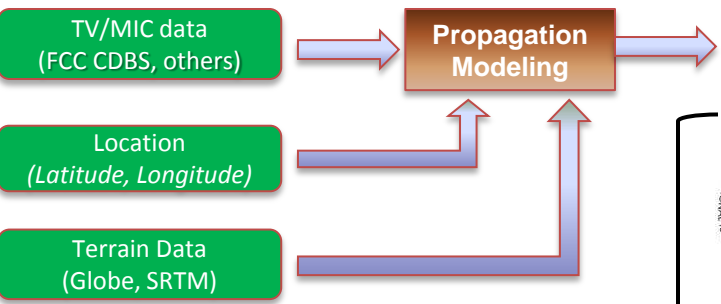 TV/MIC data
(FCC CDBS, others)
Propagation
Modeling
Location
(Latitude, Longitude)
Terrain Data
(Globe, SRTM)